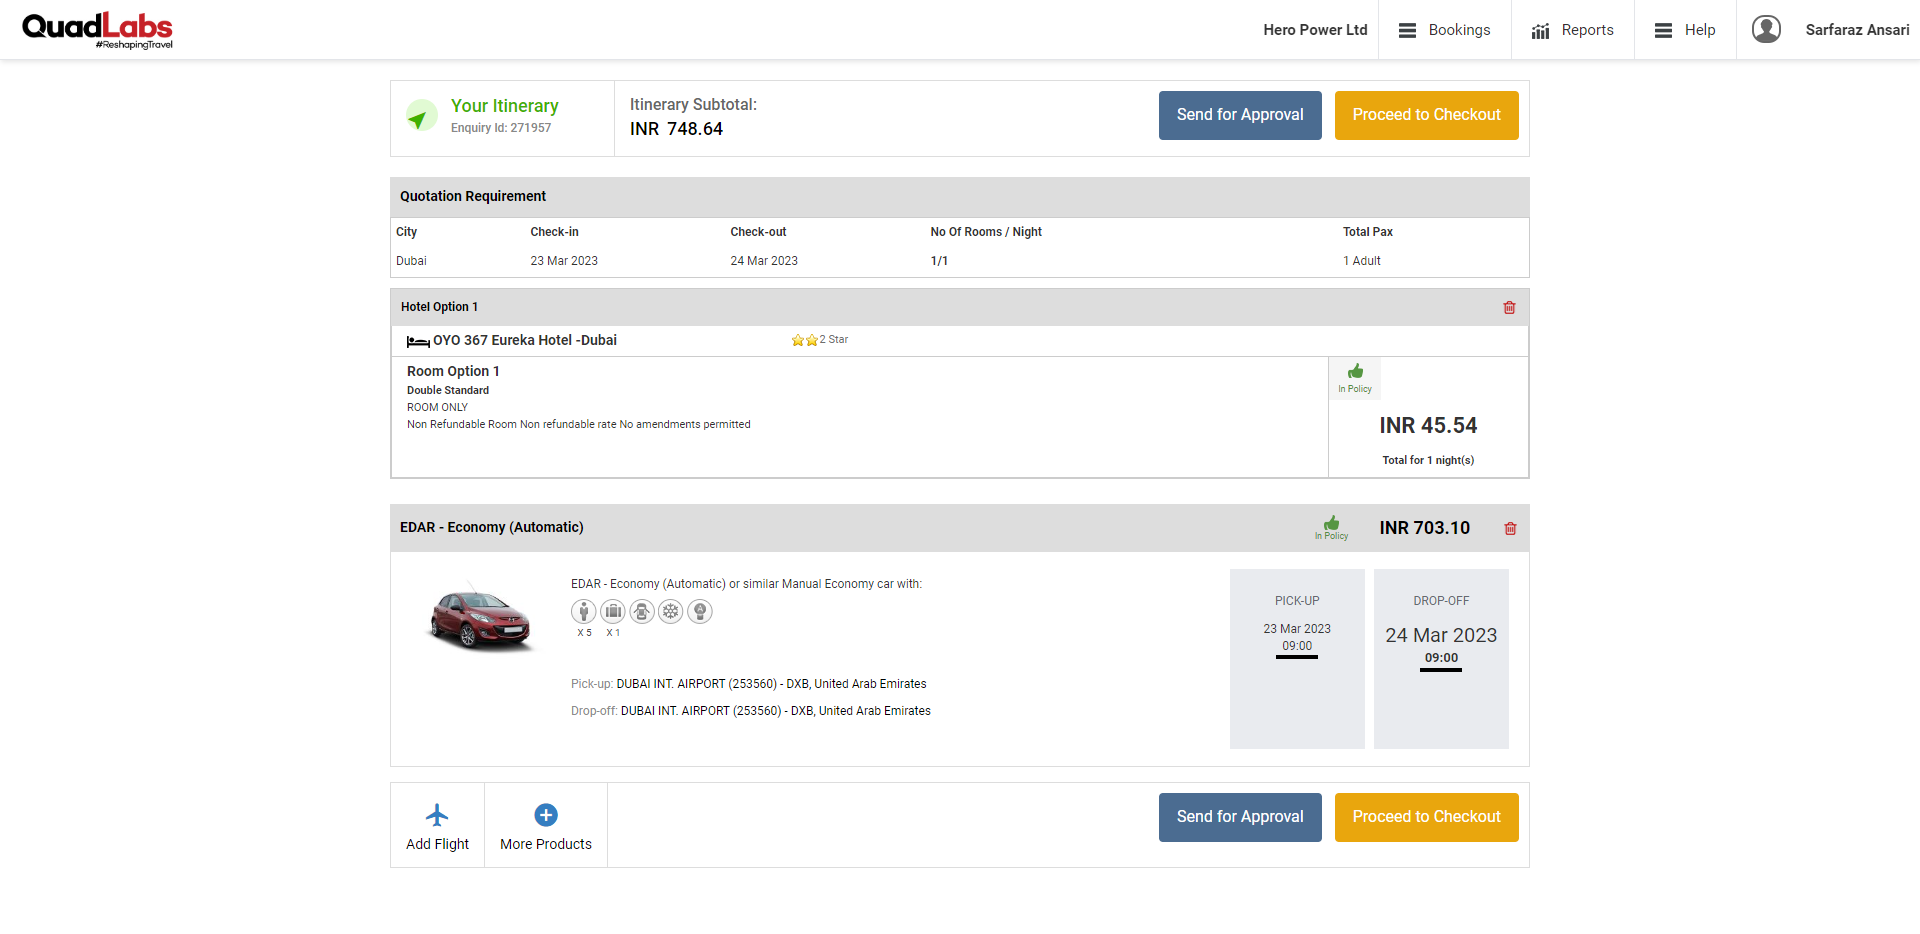 QuadLabs
#ReshapingTravel
Hero Power Ltd
Bookings
Reports
Help
Sarfaraz Ansari
Your Itinerary
Enquiry Id: 271957
Itinerary Subtotal:
INR 748.64
Send for Approval
Proceed to Checkout
Quotation Requirement
City Check-in Check-out No Of Rooms / Night Total Pax
Dubai 23 Mar 2023 24 Mar 2023 1/1 1 Adult
Hotel Option 1
OYO 367 Eureka Hotel -Dubai
2 Star
Room Option 1
Double Standard
ROOM ONLY
Non Refundable Room Non refundable rate No amendments permitted
In Policy
INR 45.54
Total for 1 night(s)
EDAR - Economy (Automatic)
In Policy
INR 703.10
EDAR - Economy (Automatic) or similar Manual Economy car with:
X 5 X 1
Pick-up: DUBAI INT. AIRPORT (253560) - DXB, United Arab Emirates
Drop-off: DUBAI INT. AIRPORT (253560) - DXB, United Arab Emirates
PICK-UP
23 Mar 2023
09:00
DROP-OFF
24 Mar 2023
09:00
Add Flight
More Products
Send for Approval
Proceed to Checkout